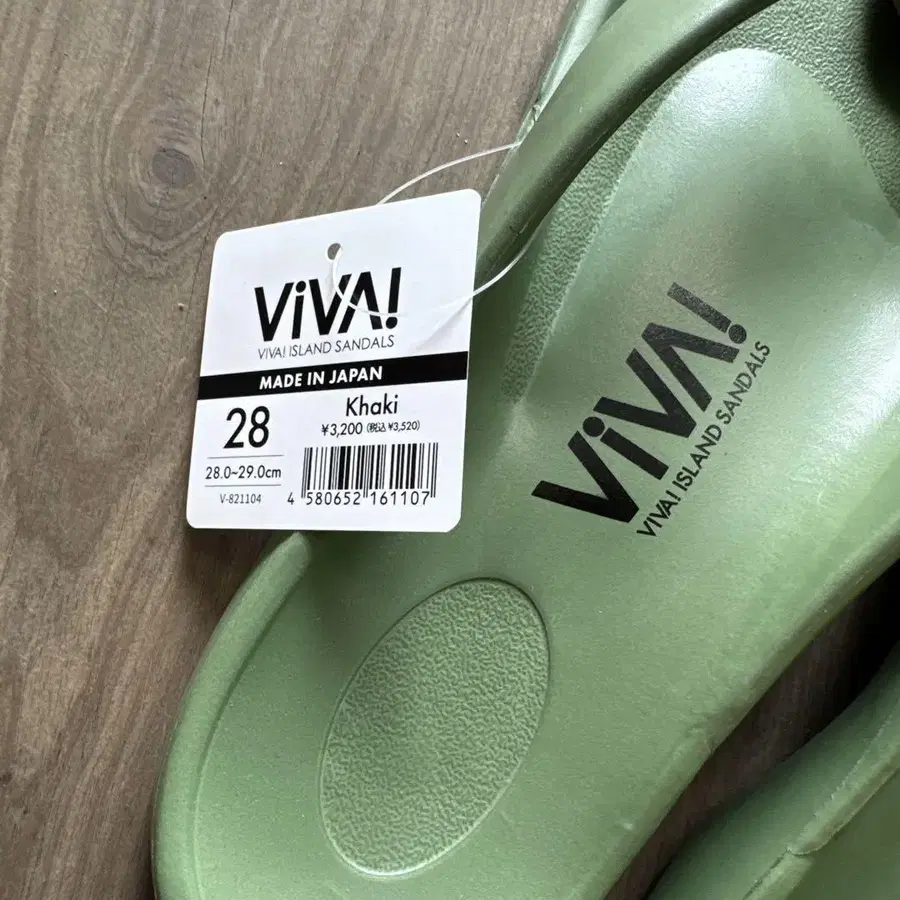 ViVA!
VIVA! ISLAND SANDALS
MADE IN JAPAN
28
28.0~29.0cm
V-821104
Khaki
¥3,200 (税込 ¥3,520)
4 580652 161107
ViVA!
VIVA! ISLAND SANDALS